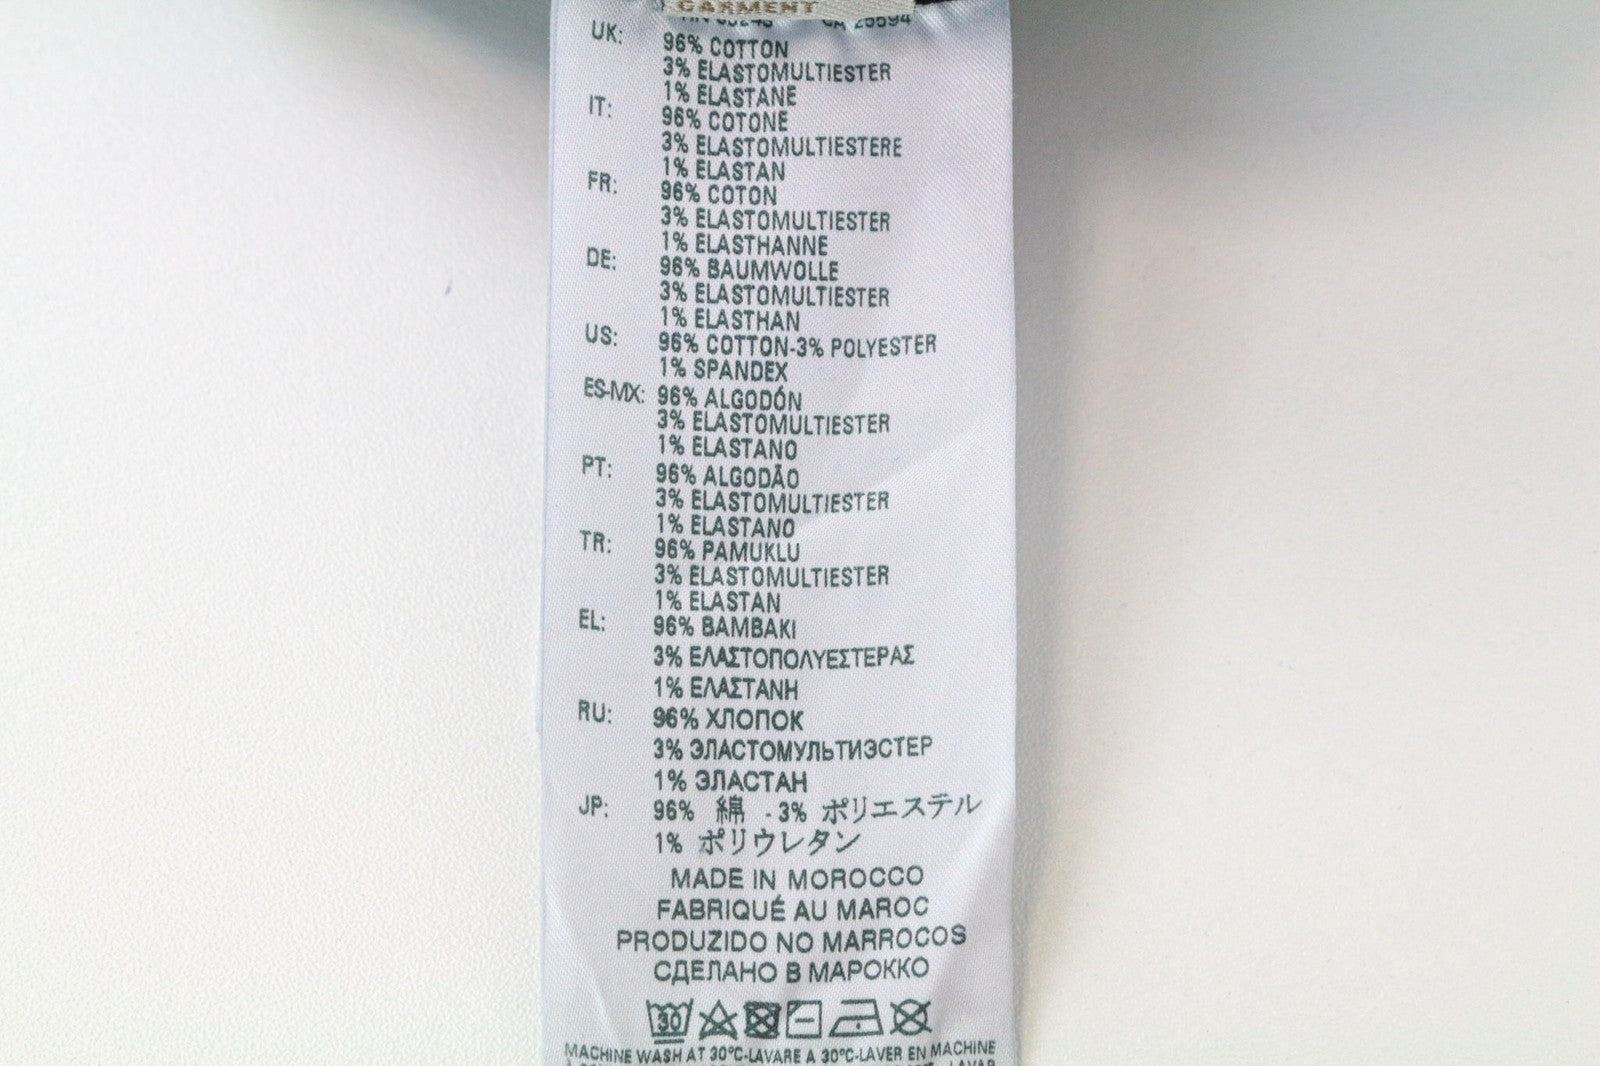 GARMENT
CA 25594
UK: 96% COTTON
3% ELASTOMULTIESTER
1% ELASTANE
IT: 96% COTONE
3% ELASTOMULTIESTERE
1% ELASTAN
FR: 96% COTON
3% ELASTOMULTIESTER
1% ELASTHANNE
DE: 96% BAUMWOLLE
3% ELASTOMULTIESTER
1% ELASTHAN
US: 96% COTTON-3% POLYESTER
1% SPANDEX
ES-MX: 96% ALGODÓN
3% ELASTOMULTIESTER
1% ELASTANO
PT: 96% ALGODÃO
3% ELASTOMULTIESTER
1% ELASTANO
TR: 96% PAMUKLU
3% ELASTOMULTIESTER
1% ELASTAN
EL: 96% BAMBAKI
3% ΕΛΑΣΤΟΠΟΛΥΕΣΤΕΡΑΣ
1% ΕΛΑΣΤΑΝΗ
RU: 96% ХЛОПОК
3% ЭЛАСТОМУЛЬТИЭСТЕР
1% ЭЛАСТАН
JP: 96% 綿 -3% ポリエステル
1% ポリウレタン
MADE IN MOROCCO
FABRIQUÉ AU MAROC
PRODUZIDO NO MARROCOS
СДЕЛАНО В МАРОККО
30
MACHINE WASH AT 30°C-LAVARE A 30°C-LAVER EN MACHINE